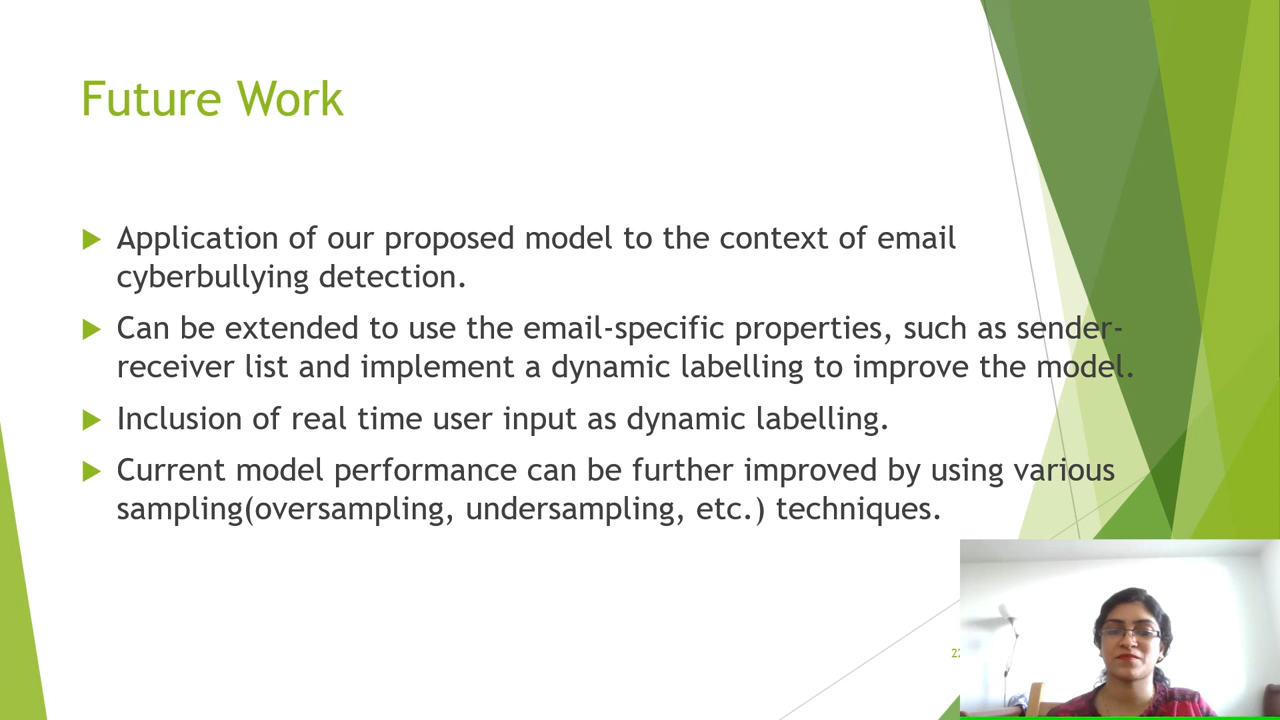 Future Work
Application of our proposed model to the context of email
cyberbullying detection.
Can be extended to use the email-specific properties, such as sender-
receiver list and implement a dynamic labelling to improve the model.
Inclusion of real time user input as dynamic labelling.
Current model performance can be further improved by using various
sampling(oversampling, undersampling, etc.) techniques.